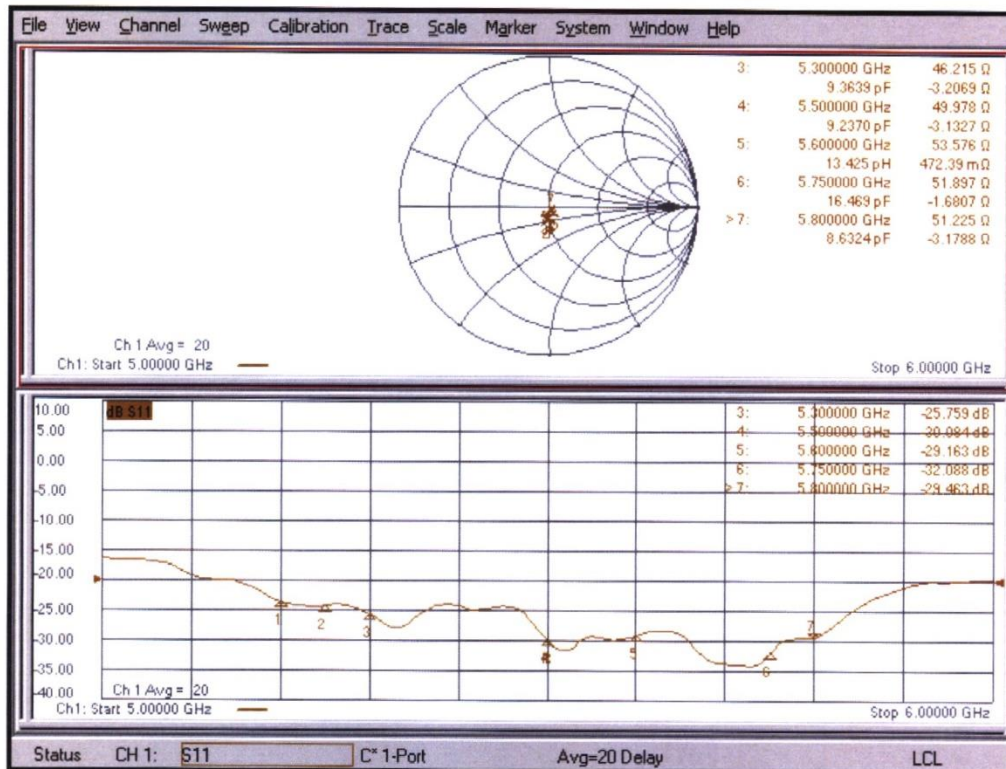 File View Channel Sweep Calibration Trace Scale Marker System Window Help
3: 5.300000 GHz 46.215 Ω
9.3639 pF -3.2069 Ω
4: 5.500000 GHz 49.978 Ω
9.2370 pF -3.1327 Ω
5: 5.600000 GHz 53.576 Ω
13.425 pH 472.39 mΩ
6: 5.750000 GHz 51.897 Ω
16.469 pF -1.6807 Ω
>7: 5.800000 GHz 51.225 Ω
8.6324 pF -3.1788 Ω
Ch 1 Avg = 20
Ch1: Start 5.00000 GHz
Stop 6.00000 GHz
10.00
5.00
0.00
-5.00
-10.00
-15.00
-20.00
-25.00
-30.00
-35.00
-40.00
dB S11
3: 5.300000 GHz -25.759 dB
4: 5.500000 GHz -30.084 dB
5: 5.600000 GHz -29.163 dB
6: 5.750000 GHz -32.088 dB
>7: 5.800000 GHz -29.463 dB
1
2
3
5
6
7
Ch 1 Avg = 20
Ch1: Start 5.00000 GHz
Stop 6.00000 GHz
Status CH 1: S11 C* 1-Port Avg=20 Delay LCL